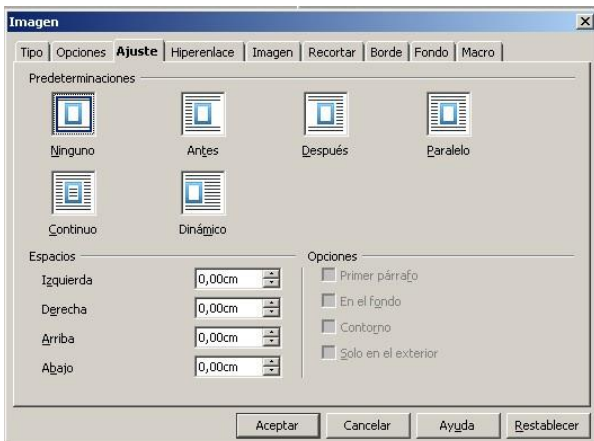 Imagen
Tipo Opciones Ajuste Hiperenlace Imagen Recortar Borde Fondo Macro
Predeterminaciones
Ninguno Antes Después Paralelo
Continuo Dinámico
Espacios Opciones
Izquierda 0,00cm Primer párrafo
Derecha 0,00cm En el fondo
Arriba 0,00cm Contorno
Abajo 0,00cm Solo en el exterior
Aceptar Cancelar Ayuda Restablecer